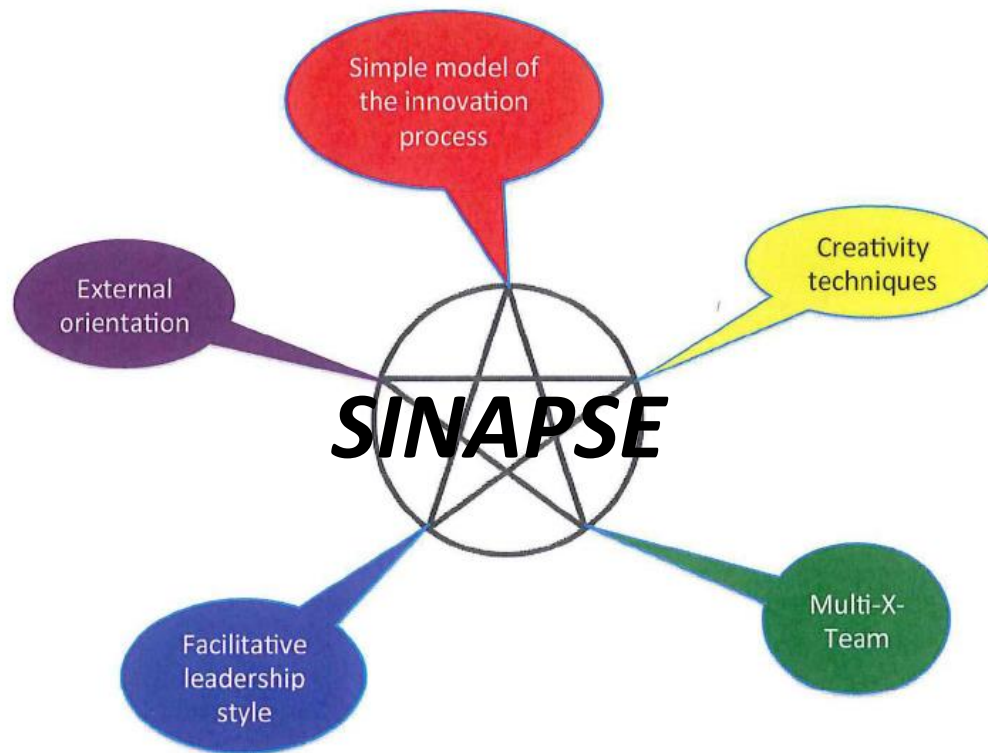 Simple model of
the innovation
process
Creativity
techniques
External
orientation
SINAPSE
Multi-X-
Team
Facilitative
leadership
style